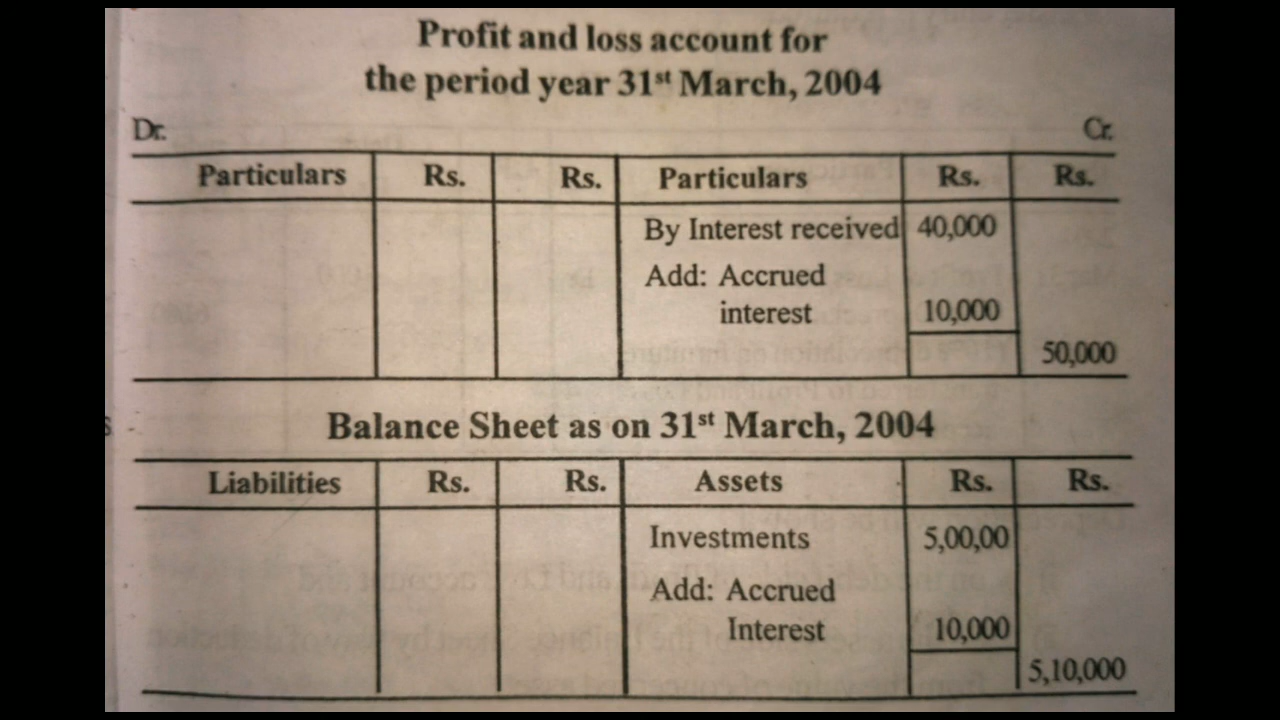 Profit and loss account for
the period year 31st March, 2004
Dr. Cr.
Particulars Rs. Rs. Particulars Rs. Rs.
By Interest received 40,000
Add: Accrued
interest 10,000
50,000
Balance Sheet as on 31st March, 2004
Liabilities Rs. Rs. Assets Rs. Rs.
Investments 5,00,00
Add: Accrued
Interest 10,000
5,10,000